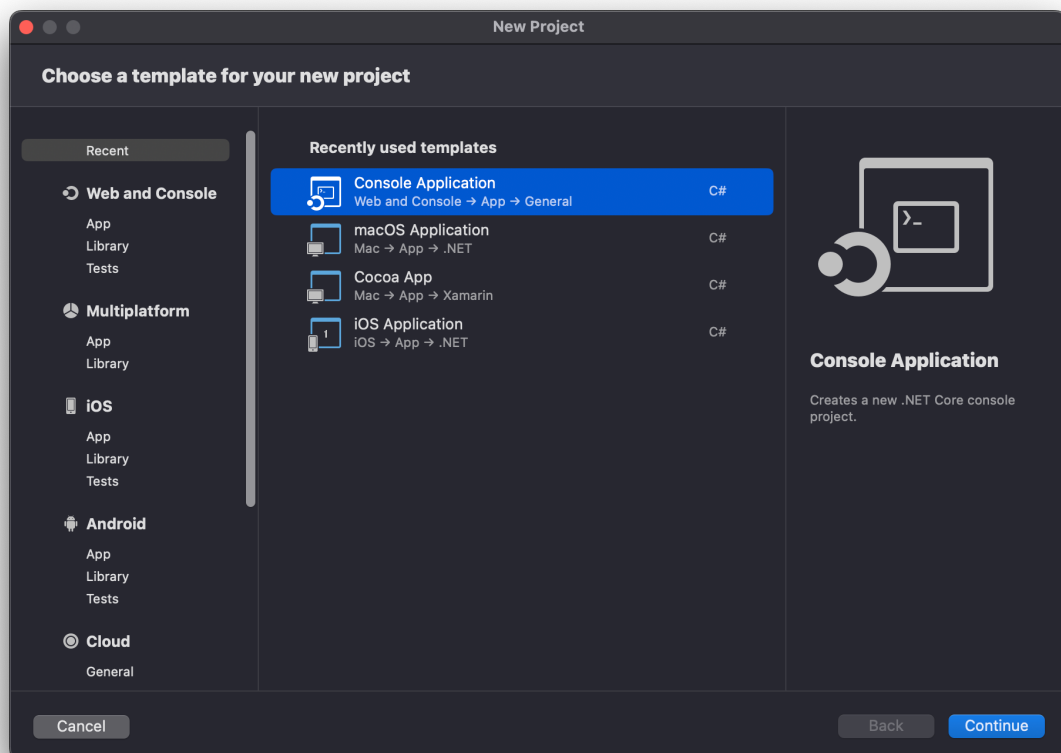 New Project
Choose a template for your new project
Recent
Web and Console
App
Library
Tests
Multiplatform
App
Library
iOS
App
Library
Tests
Android
App
Library
Tests
Cloud
General
Recently used templates
Console Application
C#
Web and Console → App → General
macOS Application
C#
Mac → App → .NET
Cocoa App
C#
Mac → App → Xamarin
1
iOS Application
C#
iOS → App → .NET
>_
Console Application
Creates a new .NET Core console
project.
Cancel
Back
Continue